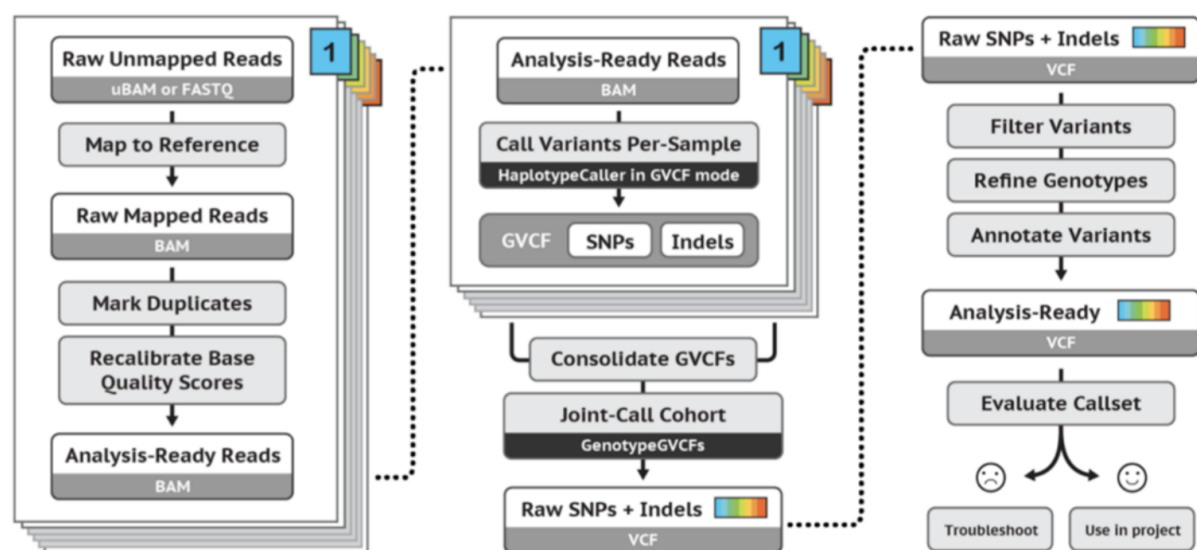 1
Raw Unmapped Reads
uBAM or FASTQ
Map to Reference
Raw Mapped Reads
BAM
Mark Duplicates
Recalibrate Base
Quality Scores
Analysis-Ready Reads
BAM
1
Analysis-Ready Reads
BAM
Call Variants Per-Sample
HaplotypeCaller in GVCF mode
GVCF SNPs Indels
Consolidate GVCFs
Joint-Call Cohort
GenotypeGVCFs
Raw SNPs + Indels
VCF
Raw SNPs + Indels
VCF
Filter Variants
Refine Genotypes
Annotate Variants
Analysis-Ready
VCF
Evaluate Callset
Troubleshoot
Use in project